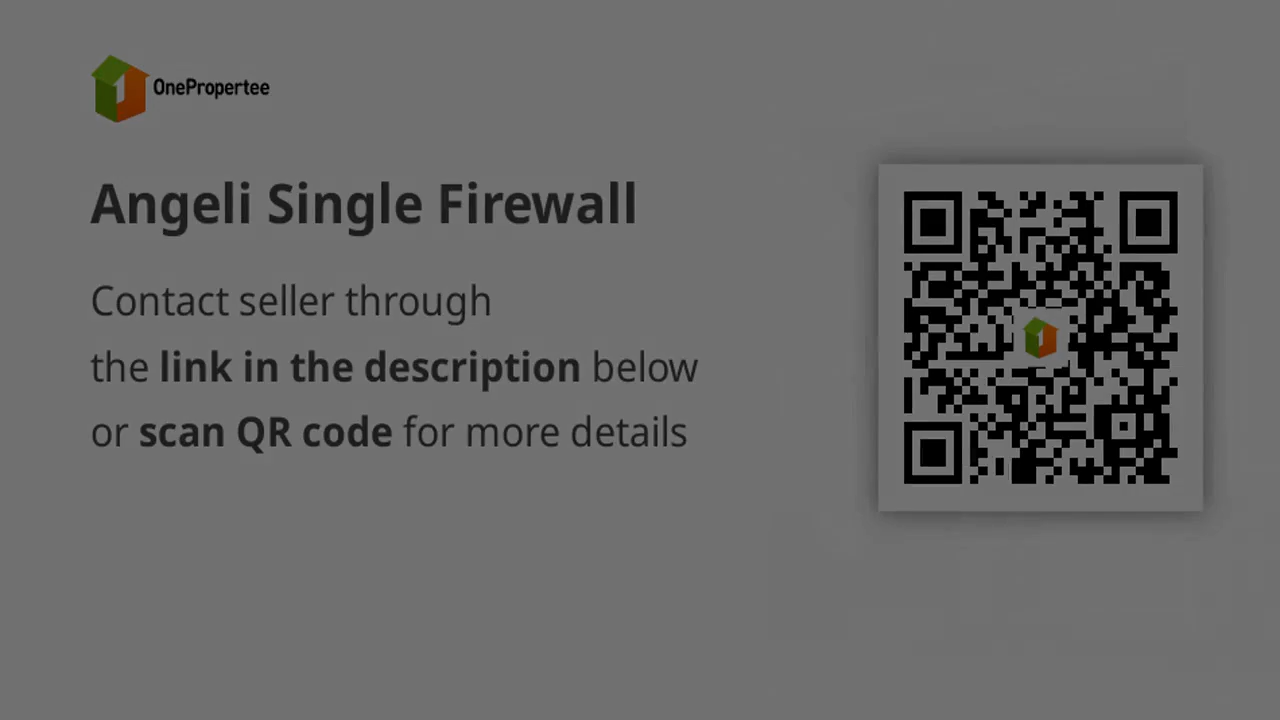 OnePropertee
Angeli Single Firewall
Contact seller through
the link in the description below
or scan QR code for more details